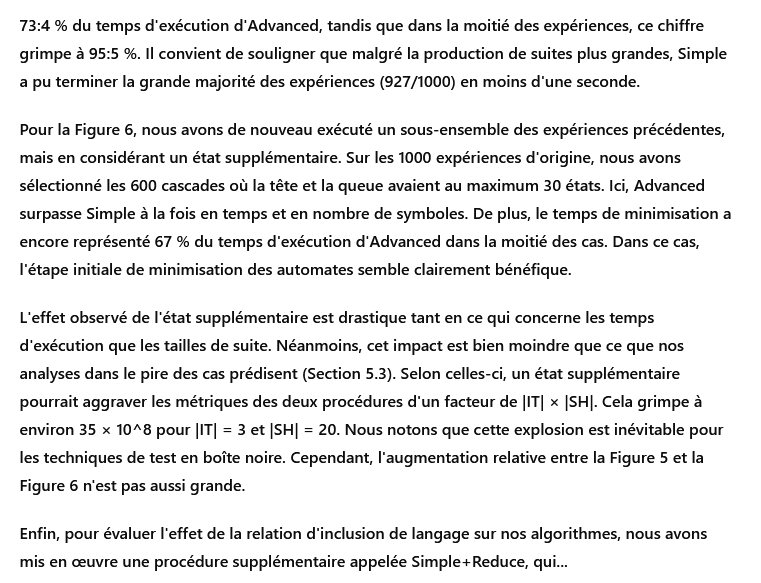 73:4 % du temps d'exécution d'Advanced, tandis que dans la moitié des expériences, ce chiffre
grimpe à 95:5 %. Il convient de souligner que malgré la production de suites plus grandes, Simple
a pu terminer la grande majorité des expériences (927/1000) en moins d'une seconde.
Pour la Figure 6, nous avons de nouveau exécuté un sous-ensemble des expériences précédentes,
mais en considérant un état supplémentaire. Sur les 1000 expériences d'origine, nous avons
sélectionné les 600 cascades où la tête et la queue avaient au maximum 30 états. Ici, Advanced
surpasse Simple à la fois en temps et en nombre de symboles. De plus, le temps de minimisation a
encore représenté 67 % du temps d'exécution d'Advanced dans la moitié des cas. Dans ce cas,
l'étape initiale de minimisation des automates semble clairement bénéfique.
L'effet observé de l'état supplémentaire est drastique tant en ce qui concerne les temps
d'exécution que les tailles de suite. Néanmoins, cet impact est bien moindre que ce que nos
analyses dans le pire des cas prédisent (Section 5.3). Selon celles-ci, un état supplémentaire
pourrait aggraver les métriques des deux procédures d'un facteur de |IT| × |SH|. Cela grimpe à
environ 35 × 10^8 pour |IT| = 3 et |SH| = 20. Nous notons que cette explosion est inévitable pour
les techniques de test en boîte noire. Cependant, l'augmentation relative entre la Figure 5 et la
Figure 6 n'est pas aussi grande.
Enfin, pour évaluer l'effet de la relation d'inclusion de langage sur nos algorithmes, nous avons
mis en œuvre une procédure supplémentaire appelée Simple+Reduce, qui...